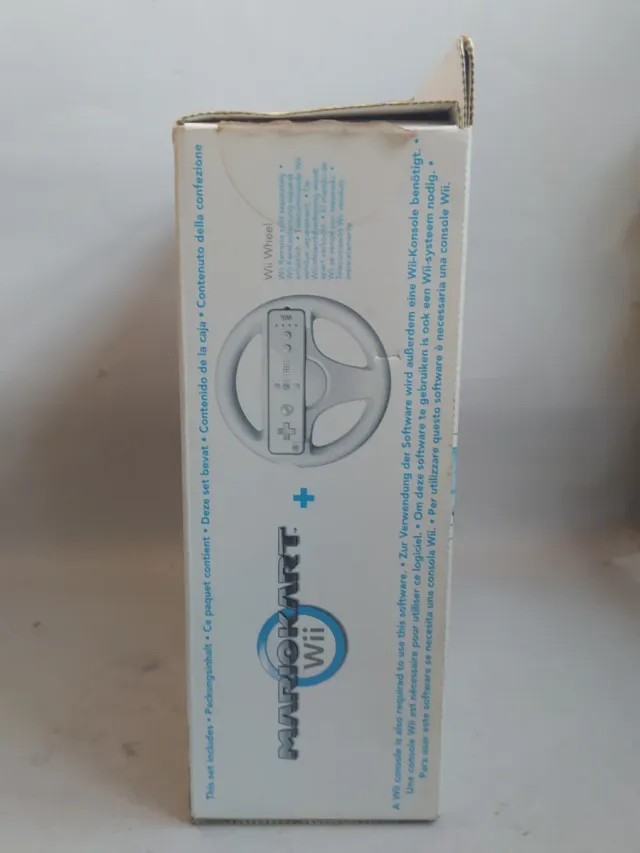 This set includes • Packungsinhalt • Ce paquet contient • Deze set bevat • Contenido de la caja • Contenuto della confezione
MARIOKART
Wii
+
Wii Wheel
Wii
A Wii console is also required to use this software. • Zur Verwendung der Software wird außerdem eine Wii-Konsole benötigt. •
Une console Wii est nécessaire pour utiliser ce logiciel. • Om deze software te gebruiken is ook een Wii-systeem nodig. •
Para usar este software se necesita una consola Wii. • Per utilizzare questo software è necessaria una console Wii.